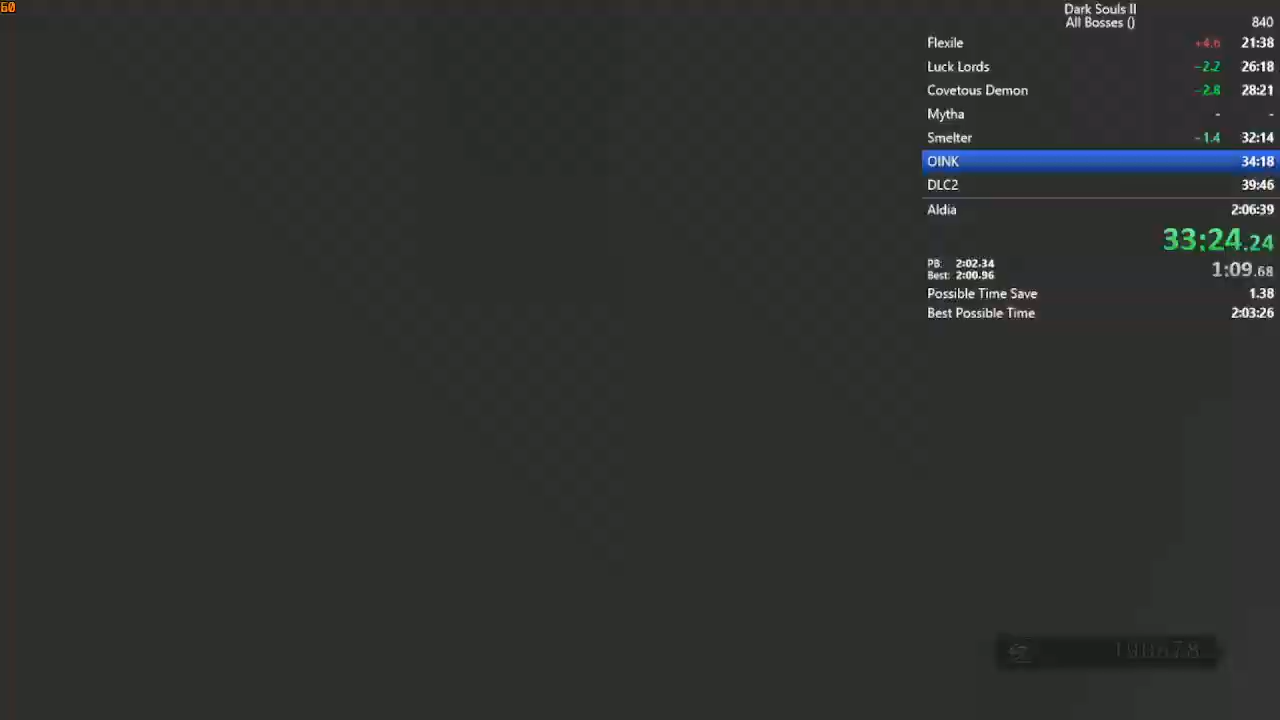 60
Dark Souls II
All Bosses () 840
Flexile +4.6 21:38
Luck Lords -2.2 26:18
Covetous Demon -2.8 28:21
Mytha - -
Smelter -1.4 32:14
OINK 34:18
DLC2 39:46
Aldia 2:06:39
33:24.24
PB: 2:02.34
Best: 2:00.96
1:09.68
Possible Time Save 1.38
Best Possible Time 2:03:26